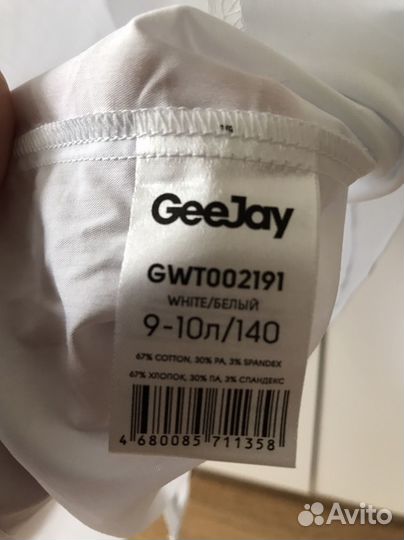 GeeJay
GWT002191
WHITE/БЕЛЫЙ
9-10л/140
67% COTTON, 30% PA, 3% SPANDEX
67% ХЛОПОК, 30% ПА, 3% СПАНДЕКС
4 680085 711358
Avito